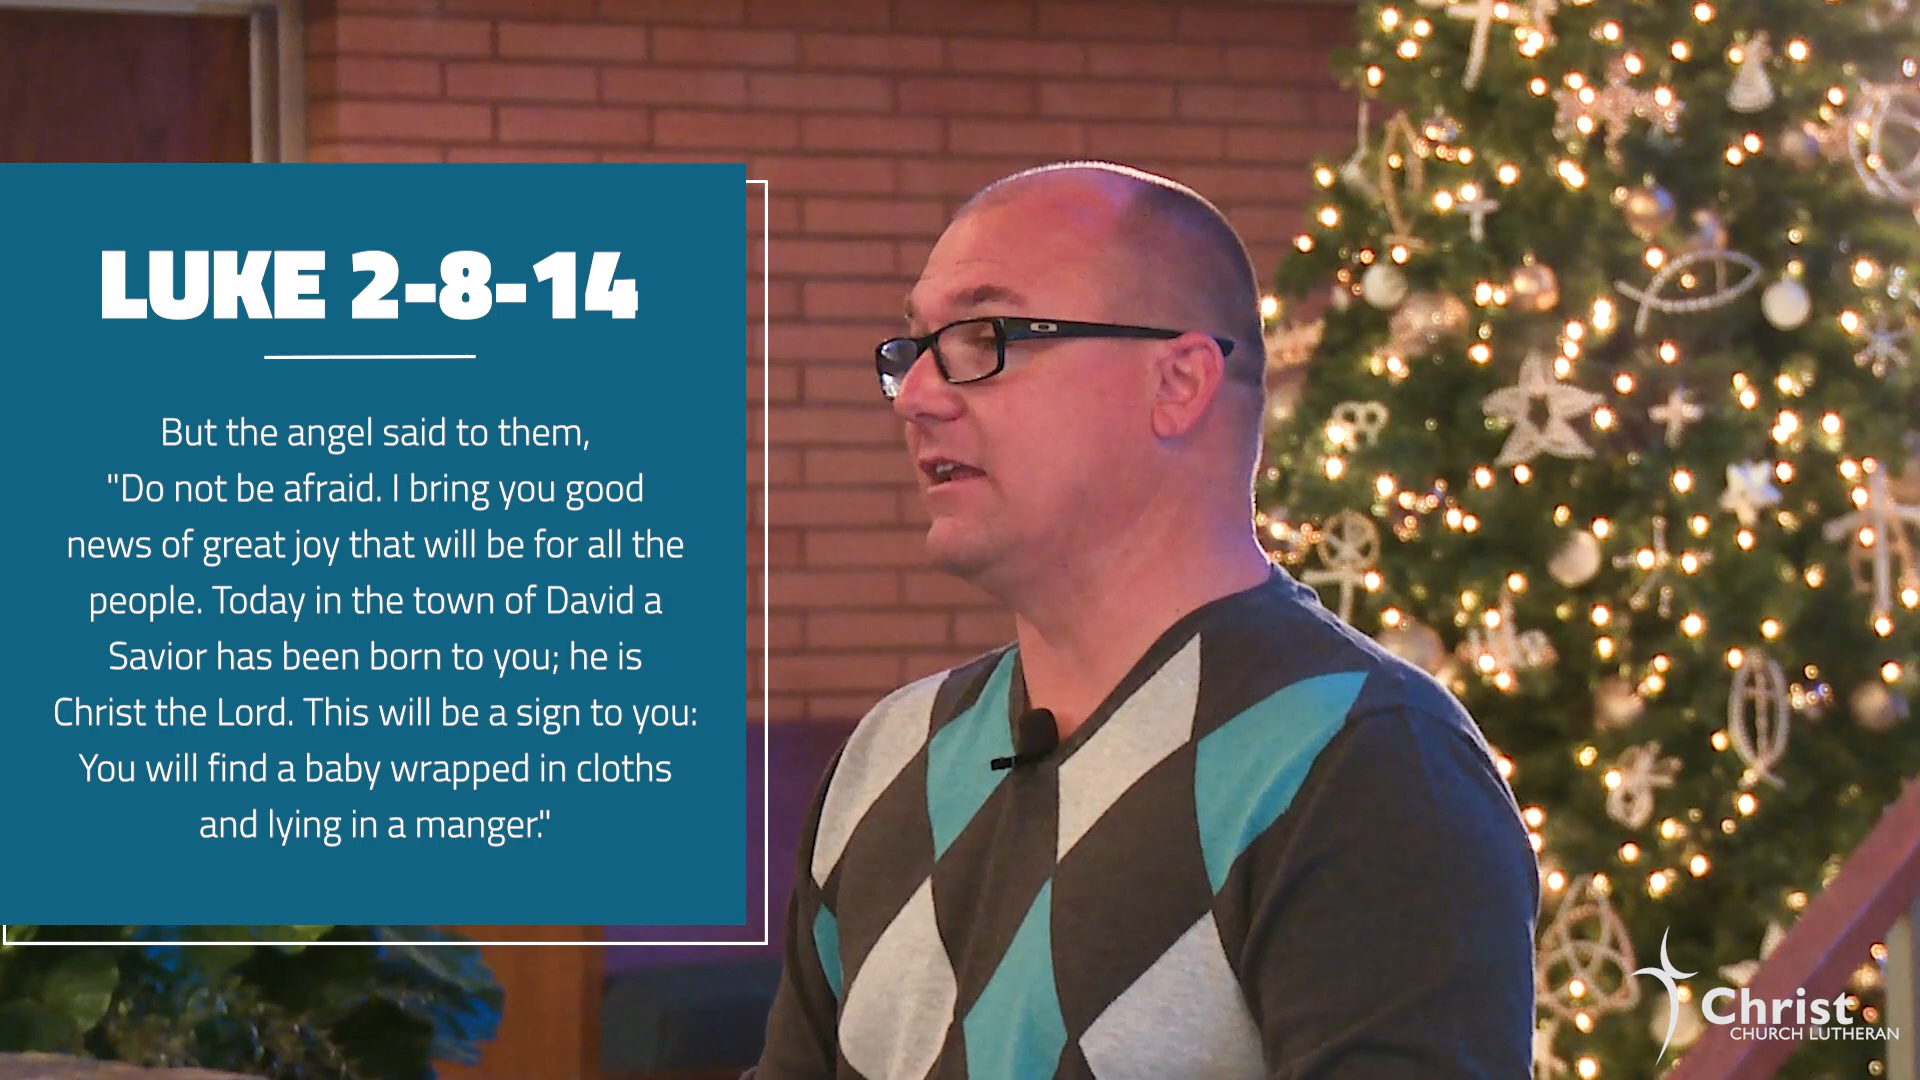 LUKE 2-8-14
But the angel said to them,
"Do not be afraid. I bring you good
news of great joy that will be for all the
people. Today in the town of David a
Savior has been born to you; he is
Christ the Lord. This will be a sign to you:
You will find a baby wrapped in cloths
and lying in a manger."
Christ
CHURCH LUTHERAN